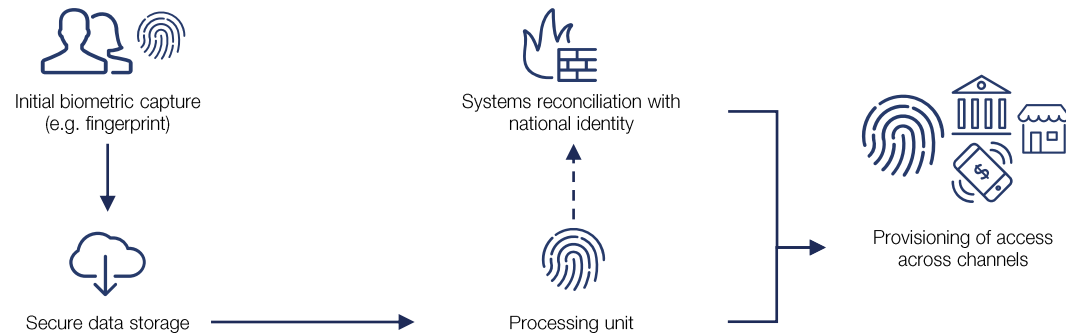 Initial biometric capture
(e.g. fingerprint)
Secure data storage
Systems reconciliation with
national identity
Processing unit
$
Provisioning of access
across channels